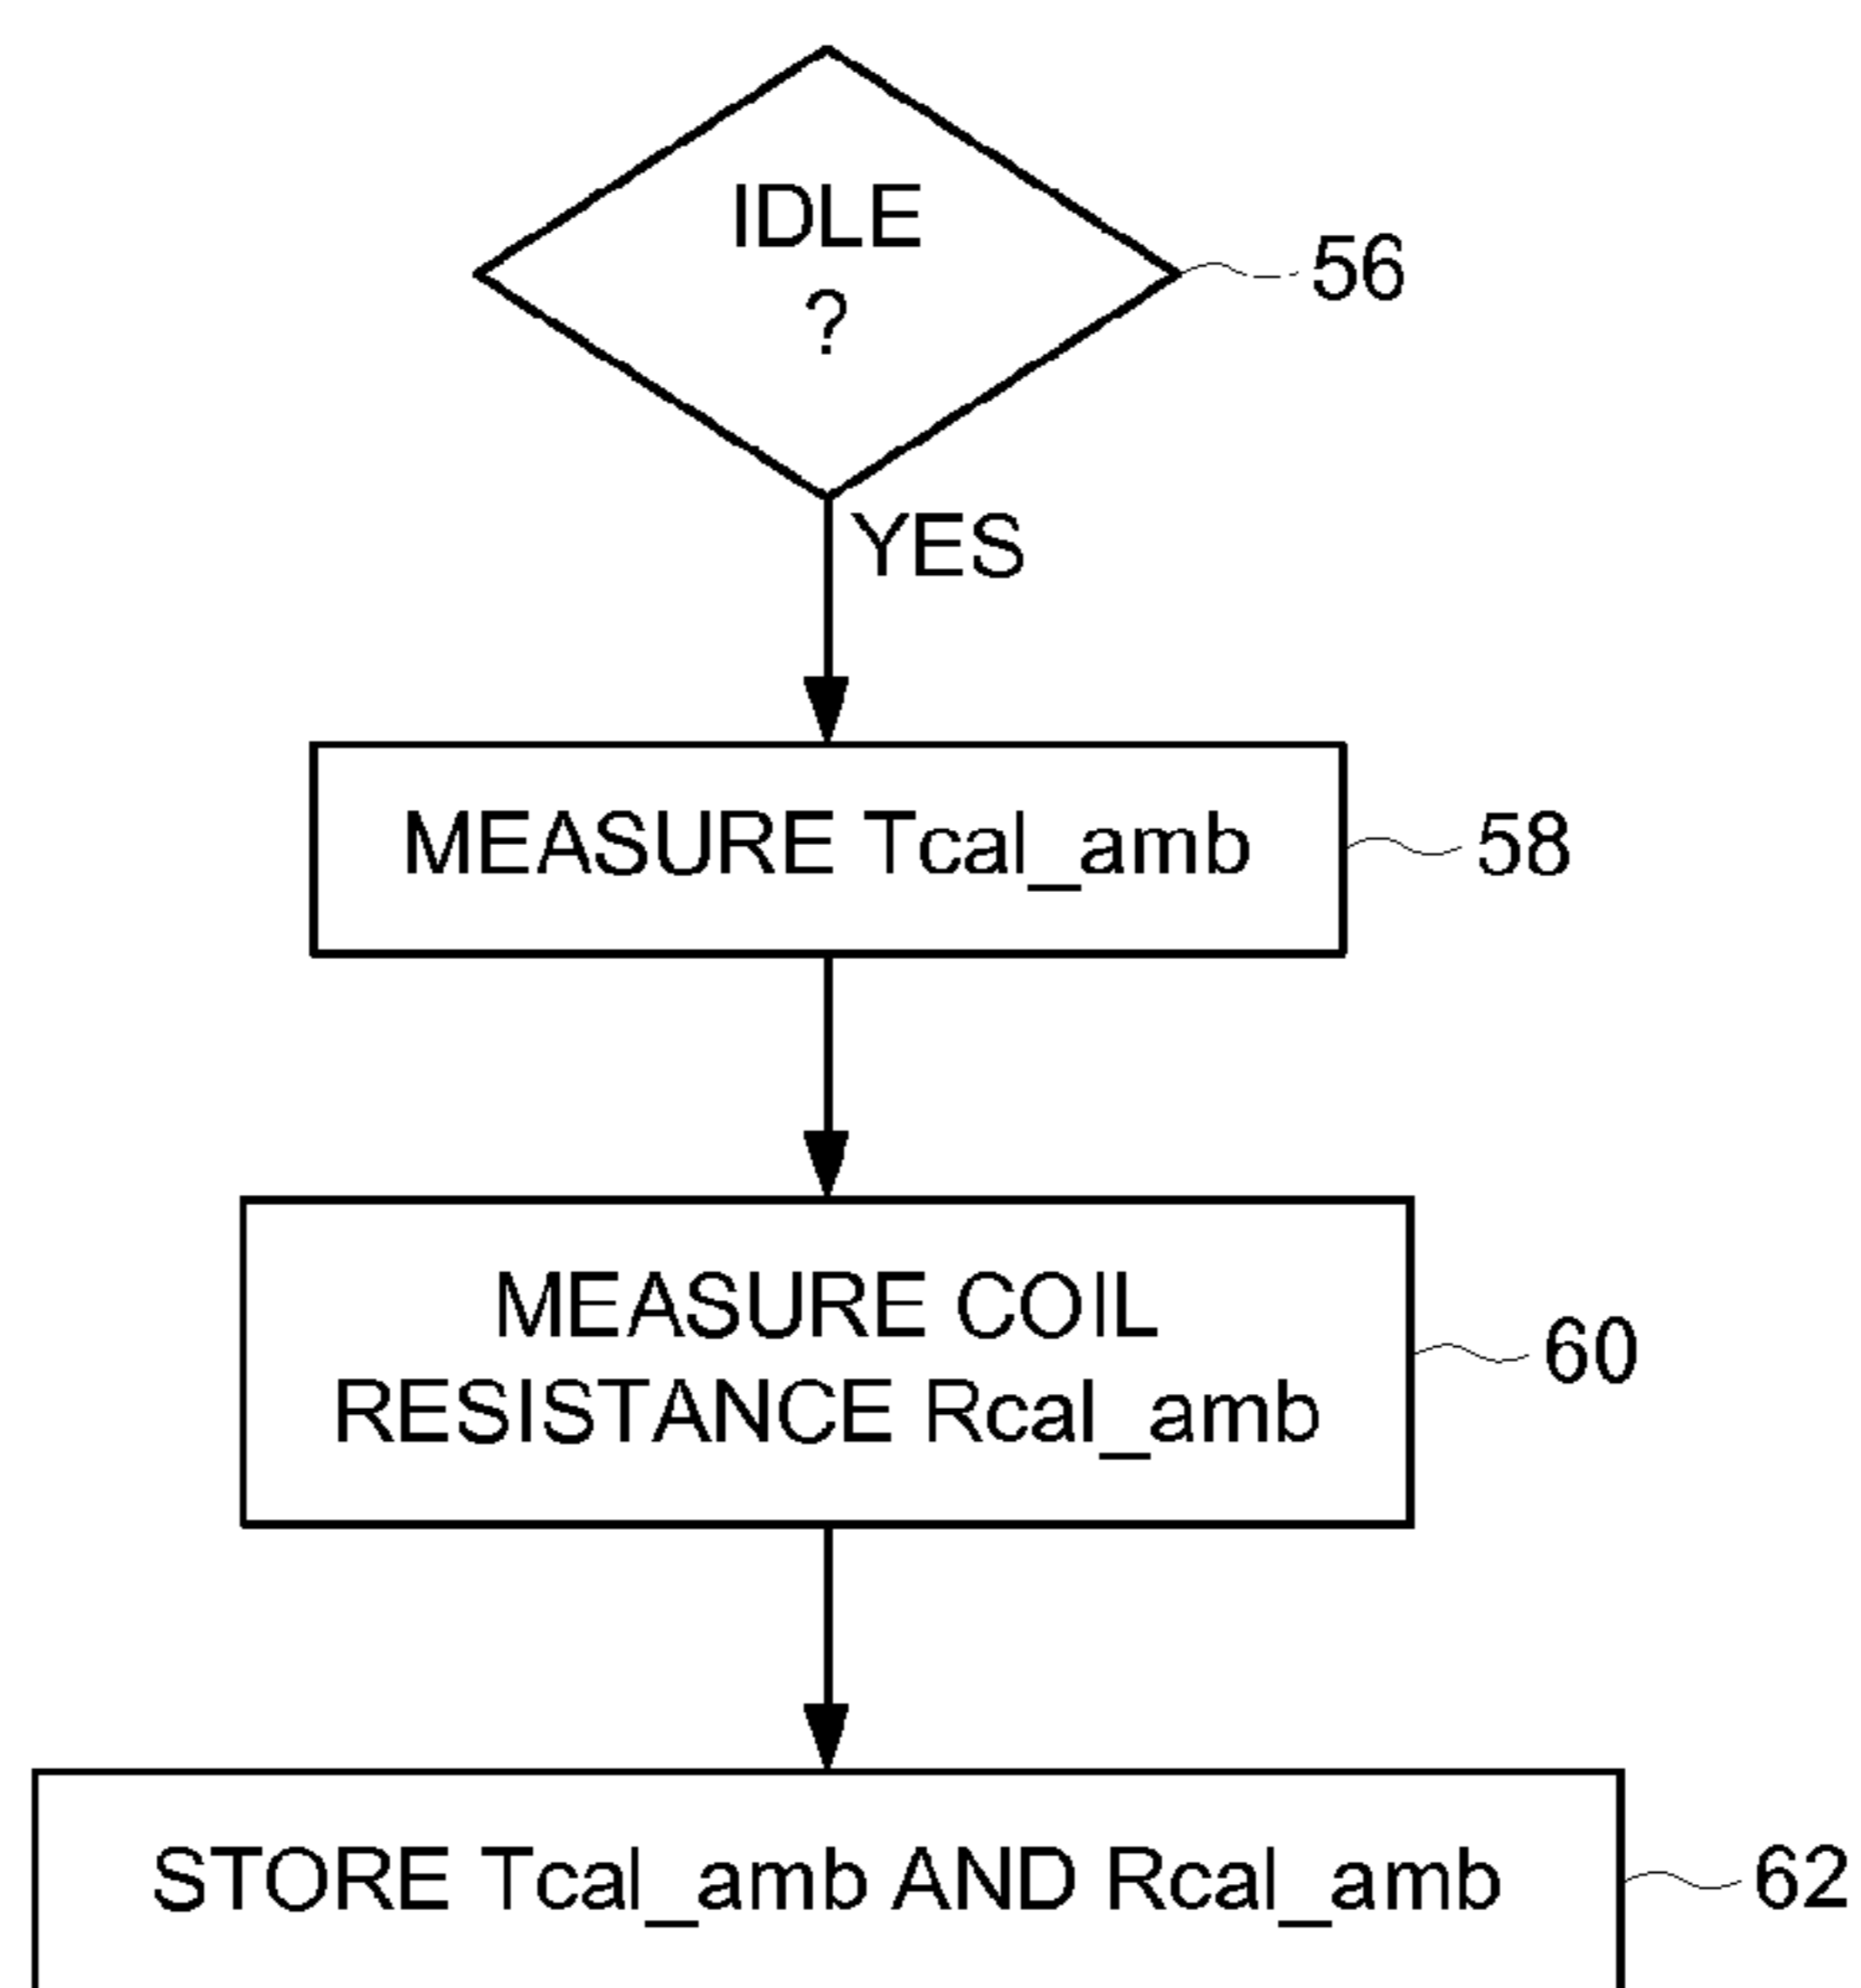 IDLE
?
56
YES
MEASURE Tcal_amb
58
MEASURE COIL
RESISTANCE Rcal_amb
60
STORE Tcal_amb AND Rcal_amb
62